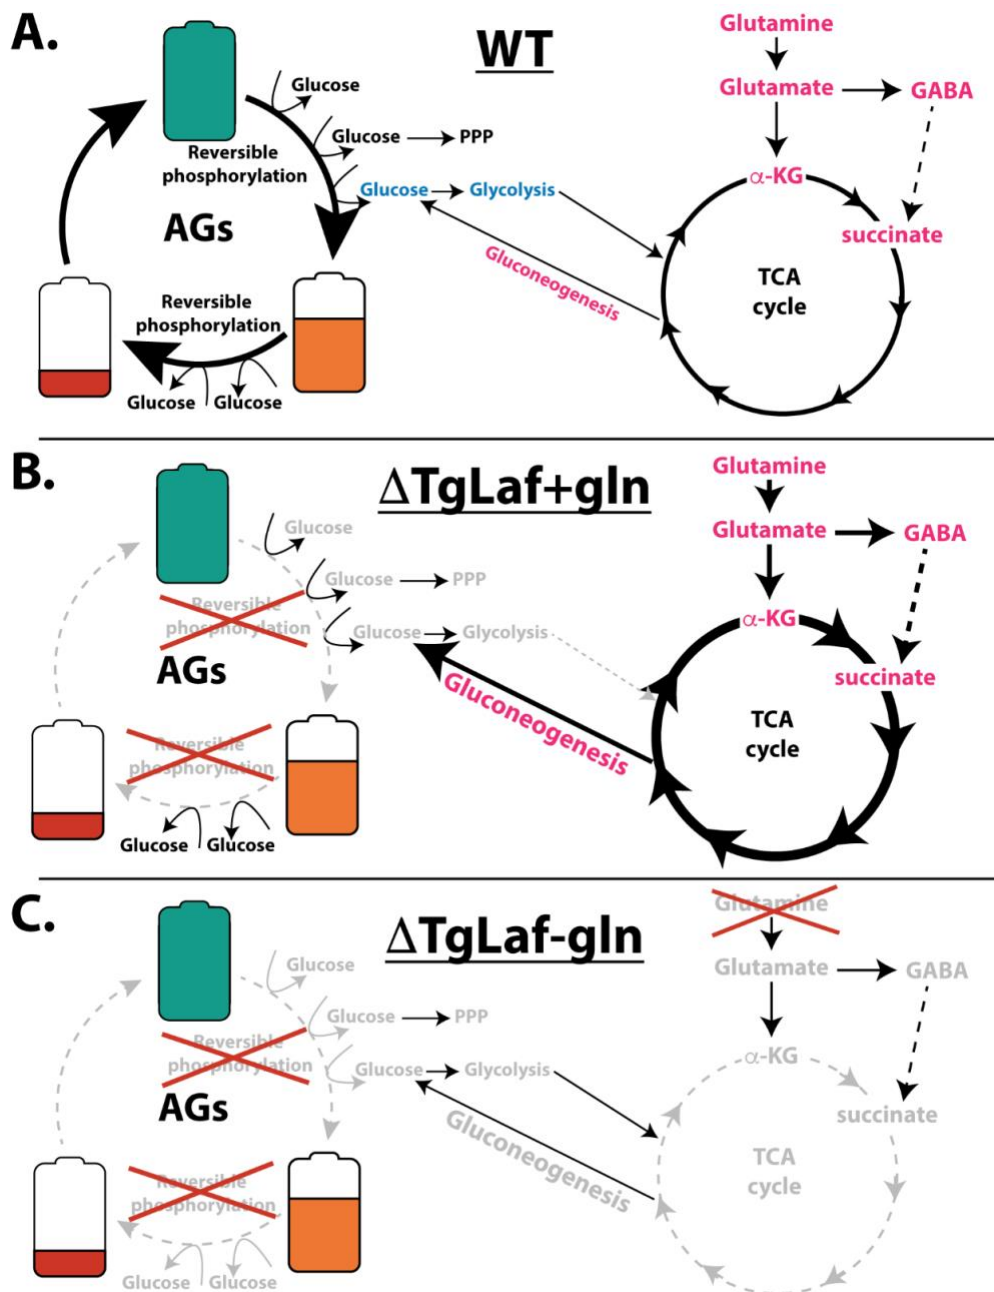 A.
WT
Glutamine
Glutamate
GABA
Glucose
Reversible
phosphorylation
Glucose
PPP
Glucose
Glycolysis
α-KG
succinate
AGs
Gluconeogenesis
TCA
cycle
Reversible
phosphorylation
Glucose
Glucose
B.
ΔTgLaf+gln
Glutamine
Glutamate
GABA
Glucose
Glucose
PPP
Reversible
phosphorylation
Glucose
Glycolysis
α-KG
succinate
AGs
Gluconeogenesis
TCA
cycle
Reversible
phosphorylation
Glucose
Glucose
C.
ΔTgLaf-gln
Glutamine
Glutamate
GABA
Glucose
Glucose
PPP
Reversible
phosphorylation
Glucose
Glycolysis
α-KG
succinate
AGs
Gluconeogenesis
TCA
cycle
Reversible
phosphorylation
Glucose
Glucose